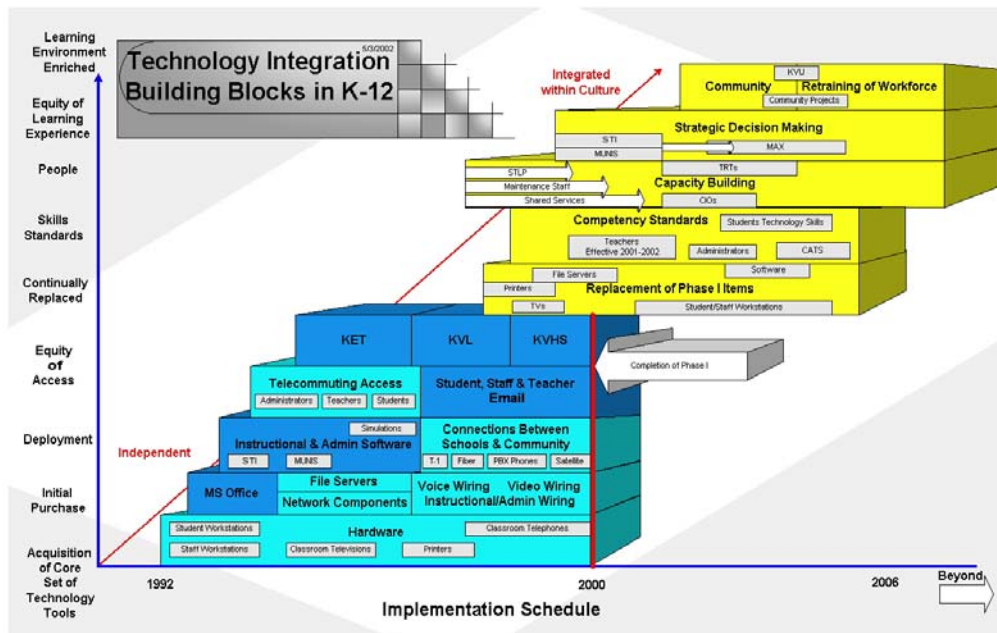 Learning
Environment
Enriched
Equity of
Learning
Experience
People
Skills
Standards
Continually
Replaced
Equity
of
Access
Deployment
Initial
Purchase
Acquisition
of Core
Set of
Technology
Tools
5/3/2002
Technology Integration
Building Blocks in K-12
Integrated
within Culture
Independent
KVU
Community
Retraining of Workforce
Community Projects
Strategic Decision Making
STI
MUNIS
MAX
STLP
TRTs
Capacity Building
Maintenance Staff
Shared Services
CIOs
Competency Standards
Students Technology Skills
Teachers
Effective 2001-2002
Administrators
CATS
File Servers
Software
Printers
Replacement of Phase I Items
TVs
Student/Staff Workstations
KET
KVL
KVHS
Completion of Phase I
Telecommuting Access
Administrators
Teachers
Students
Student, Staff & Teacher
Email
Simulations
Instructional & Admin Software
STI
MUNIS
Connections Between
Schools & Community
T-1
Fiber
PBX Phones
Satellite
MS Office
File Servers
Network Components
Voice Wiring
Video Wiring
Instructional/Admin Wiring
Student Workstations
Hardware
Classroom Telephones
Staff Workstations
Classroom Televisions
Printers
1992
2000
2006
Beyond
Implementation Schedule